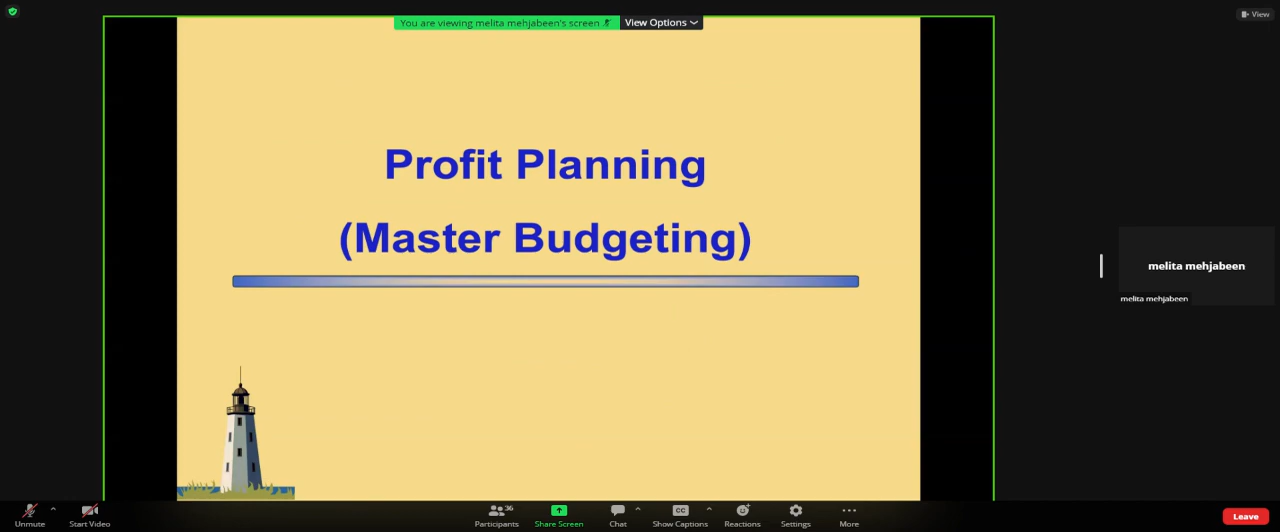 You are viewing melita mehjabeen's screen
View Options
View
Profit Planning
(Master Budgeting)
melita mehjabeen
melita mehjabeen
Unmute
Start Video
36
Participants
Share Screen
Chat
CC
Show Captions
Reactions
Settings
More
Leave